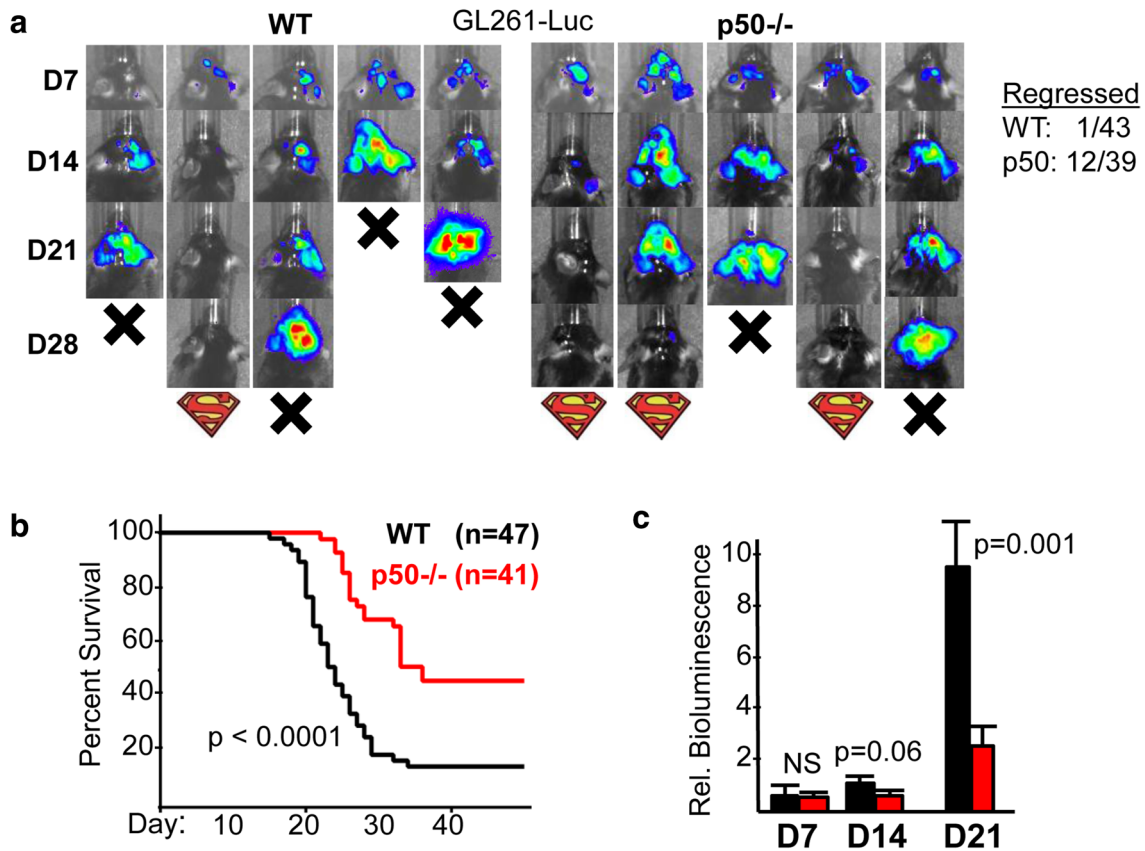 a
WT
GL261-Luc
p50-/-
D7
D14
D21
D28
Regressed
WT: 1/43
p50: 12/39
S
S
S
S
b
Percent Survival
100
80
60
40
20
WT (n=47)
p50-/- (n=41)
p < 0.0001
Day: 10 20 30 40
c
Rel. Bioluminescence
10
8
6
4
2
NS
p=0.06
p=0.001
D7 D14 D21